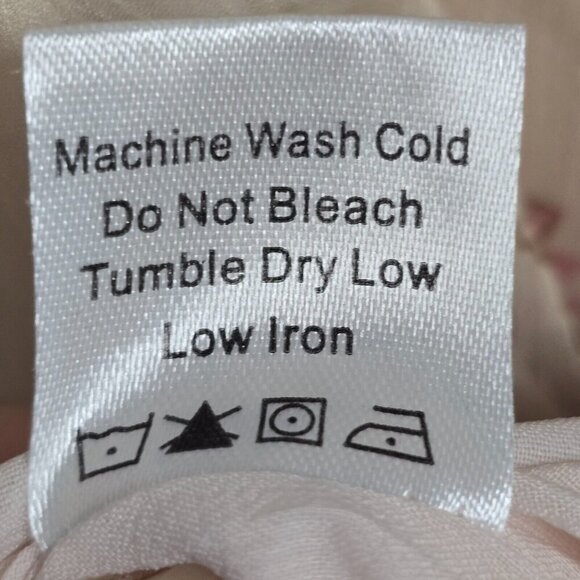 Machine Wash Cold
Do Not Bleach
Tumble Dry Low
Low Iron